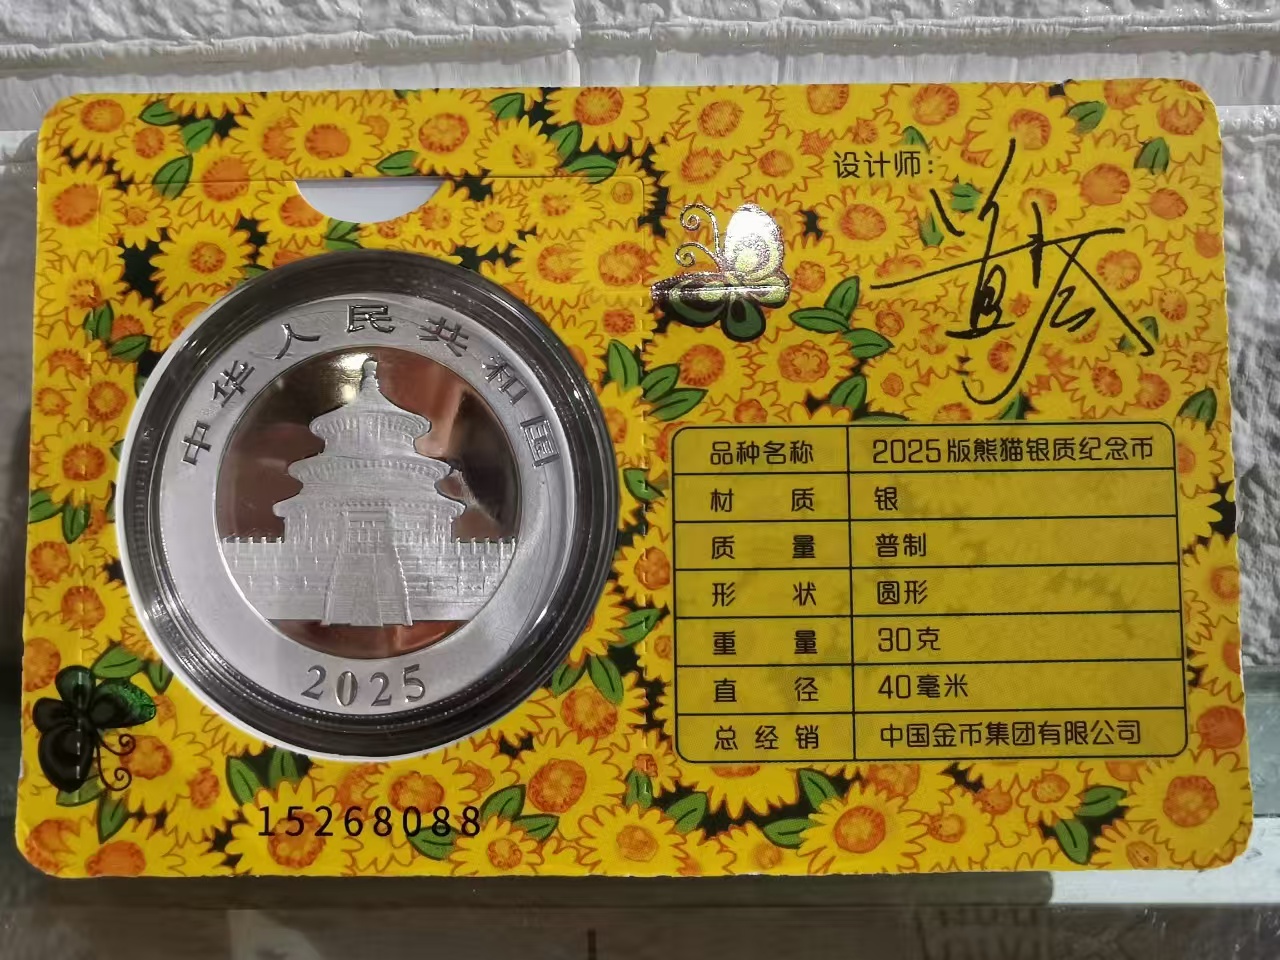 中华人民共和国
2025
15268088
设计师:
品种名称 2025版熊猫银质纪念币
材质 银
质量 普制
形状 圆形
重量 30克
直径 40毫米
总经销 中国金币集团有限公司